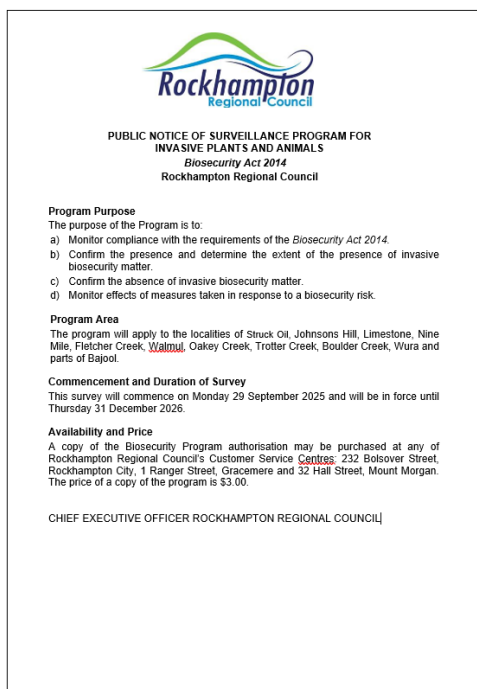 Rockhampton
Regional Council
PUBLIC NOTICE OF SURVEILLANCE PROGRAM FOR
INVASIVE PLANTS AND ANIMALS
Biosecurity Act 2014
Rockhampton Regional Council
Program Purpose
The purpose of the Program is to:
a) Monitor compliance with the requirements of the Biosecurity Act 2014.
b) Confirm the presence and determine the extent of the presence of invasive
biosecurity matter.
c) Confirm the absence of invasive biosecurity matter.
d) Monitor effects of measures taken in response to a biosecurity risk.
Program Area
The program will apply to the localities of Struck Oil, Johnsons Hill, Limestone, Nine
Mile, Fletcher Creek, Walmul, Oakey Creek, Trotter Creek, Boulder Creek, Wura and
parts of Bajool.
Commencement and Duration of Survey
This survey will commence on Monday 29 September 2025 and will be in force until
Thursday 31 December 2026.
Availability and Price
A copy of the Biosecurity Program authorisation may be purchased at any of
Rockhampton Regional Council's Customer Service Centres: 232 Bolsover Street,
Rockhampton City, 1 Ranger Street, Gracemere and 32 Hall Street, Mount Morgan.
The price of a copy of the program is $3.00.
CHIEF EXECUTIVE OFFICER ROCKHAMPTON REGIONAL COUNCIL